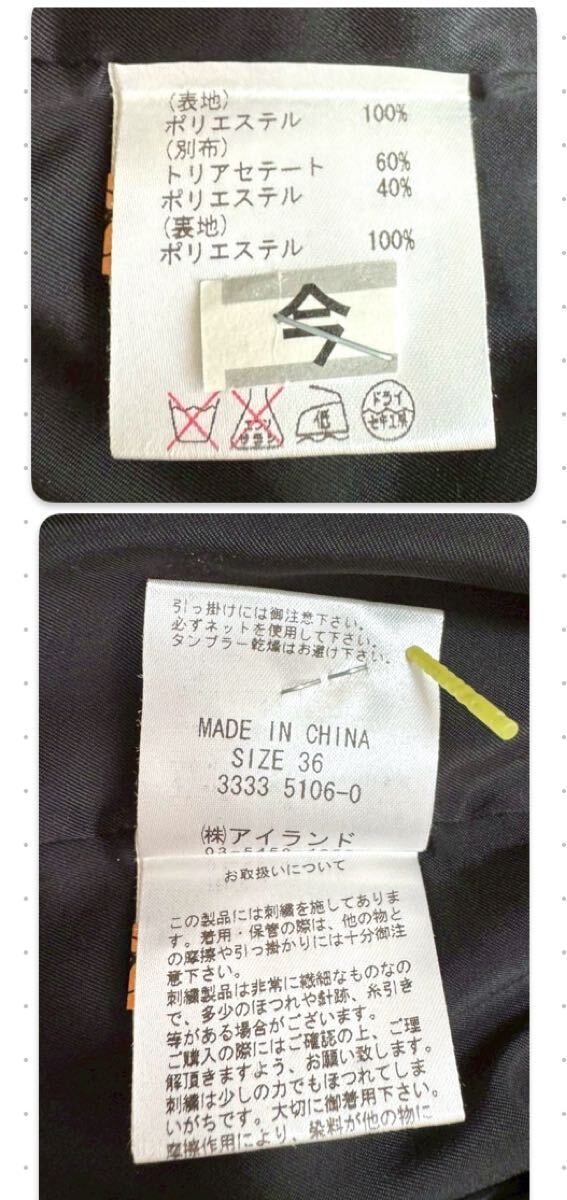 (表地)
ポリエステル 100%
(別布)
トリアセテート 60%
ポリエステル 40%
(裏地)
ポリエステル 100%
今
エンソ
サラシ
低
ドライ
セキユ系
引っ掛けには御注意下さい。
必ずネットを使用して下さい。
タンブラー乾燥はお避け下さい。
MADE IN CHINA
SIZE 36
3333 5106-0
(株)アイランド
お取扱いについて
この製品には刺繍を施してありま
す。着用・保管の際は、他の物と
の摩擦や引っ掛かりには十分御注
意下さい。
刺繍製品は非常に繊細なものなの
で、多少のほつれや針跡、糸引き
等がある場合がございます。
ご購入の際にはご確認の上、ご理
解頂きますよう、お願い致します。
刺繍は少しの力でもほつれてしま
いがちです。大切に御着用下さい。
摩擦作用により、染料が他の物に